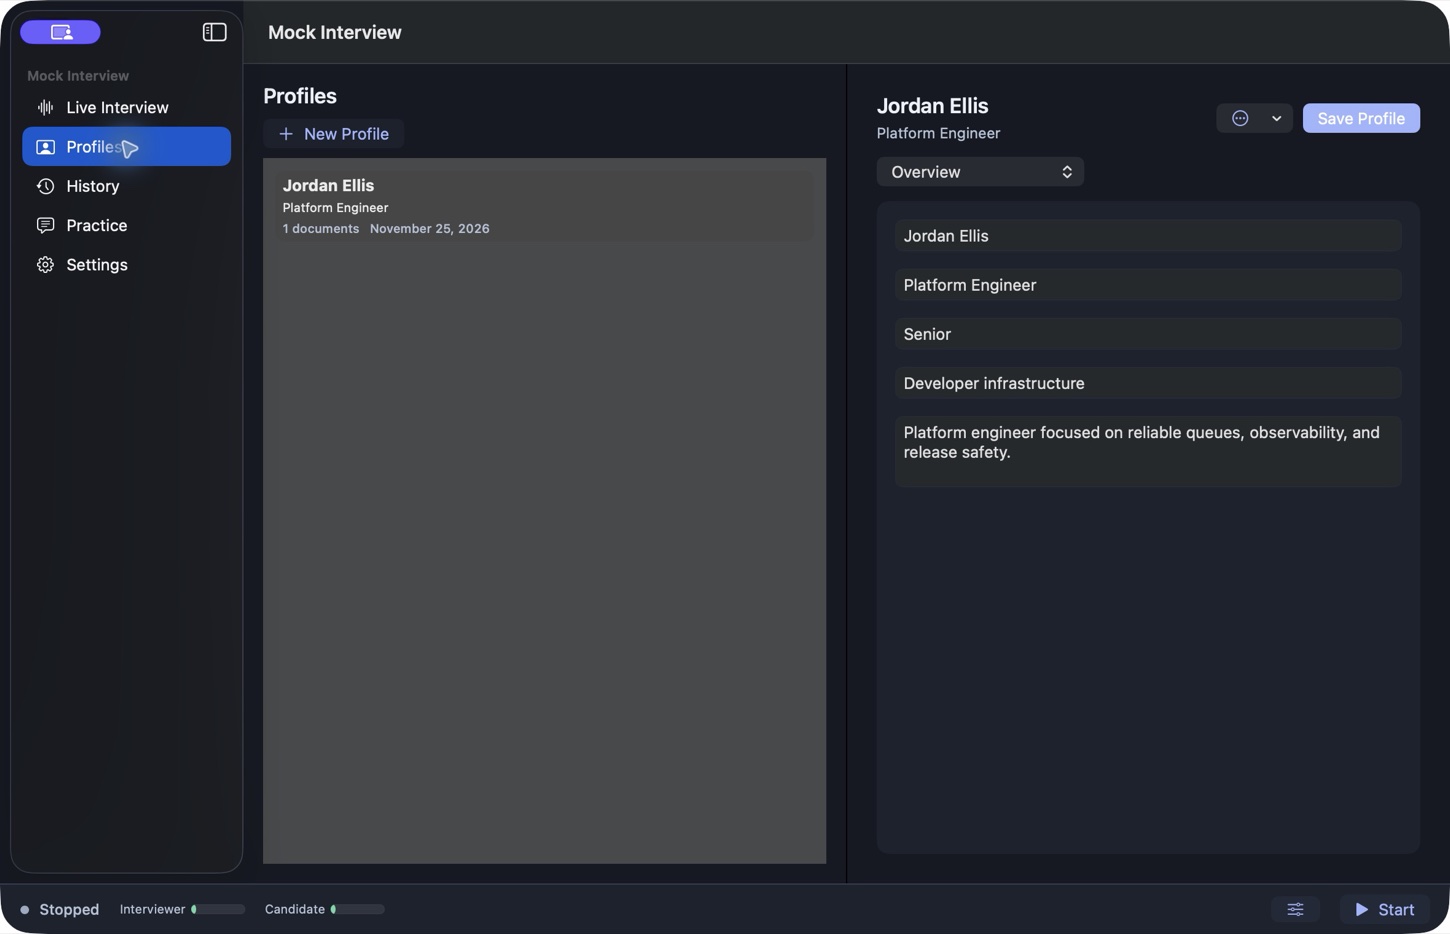 Mock Interview
Mock Interview
Live Interview
Profiles
History
Practice
Settings
Profiles
New Profile
Jordan Ellis
Platform Engineer
1 documents November 25, 2026
Jordan Ellis
Platform Engineer
Save Profile
Overview
Jordan Ellis
Platform Engineer
Senior
Developer infrastructure
Platform engineer focused on reliable queues, observability, and
release safety.
Stopped
Interviewer
Candidate
Start